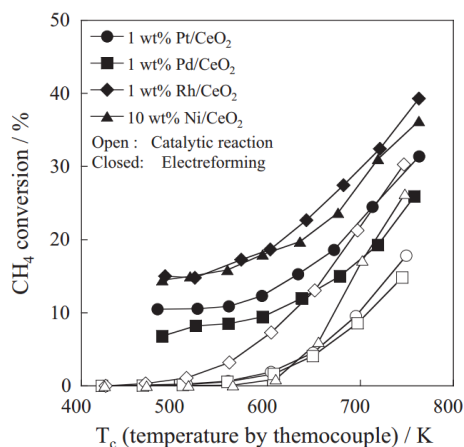 50
40
30
20
10
0
CH₄ conversion / %
1 wt% Pt/CeO₂
1 wt% Pd/CeO₂
1 wt% Rh/CeO₂
10 wt% Ni/CeO₂
Open : Catalytic reaction
Closed: Electreforming
400 500 600 700 800
T_c (temperature by themocouple) / K